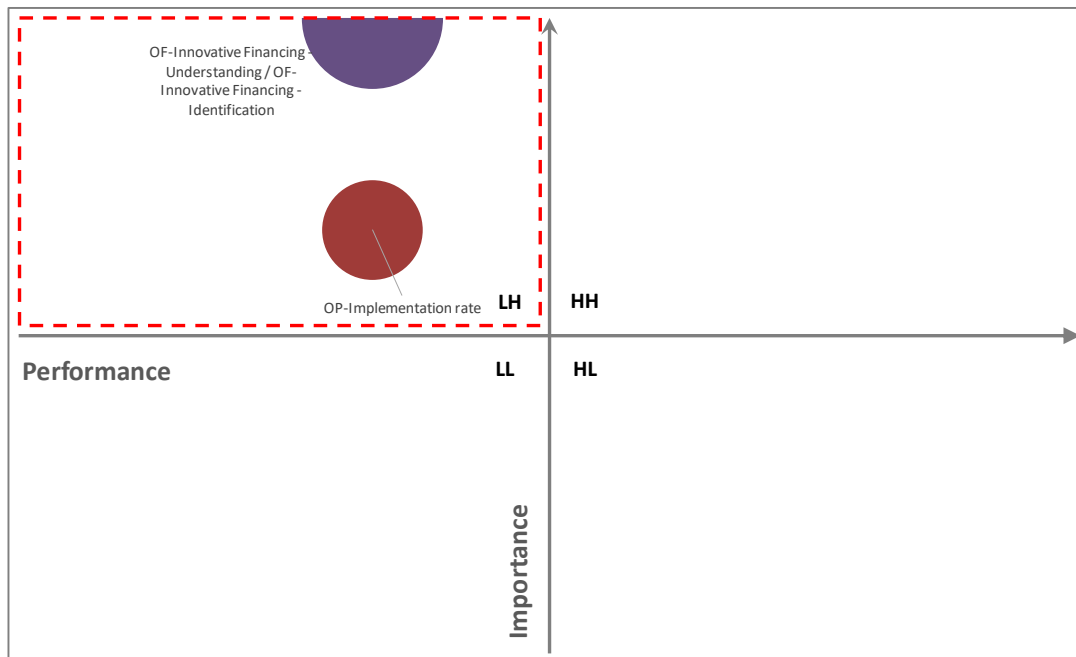 OF-Innovative Financing -
Understanding / OF-
Innovative Financing -
Identification
OP-Implementation rate
LH
HH
Performance
LL
HL
Importance